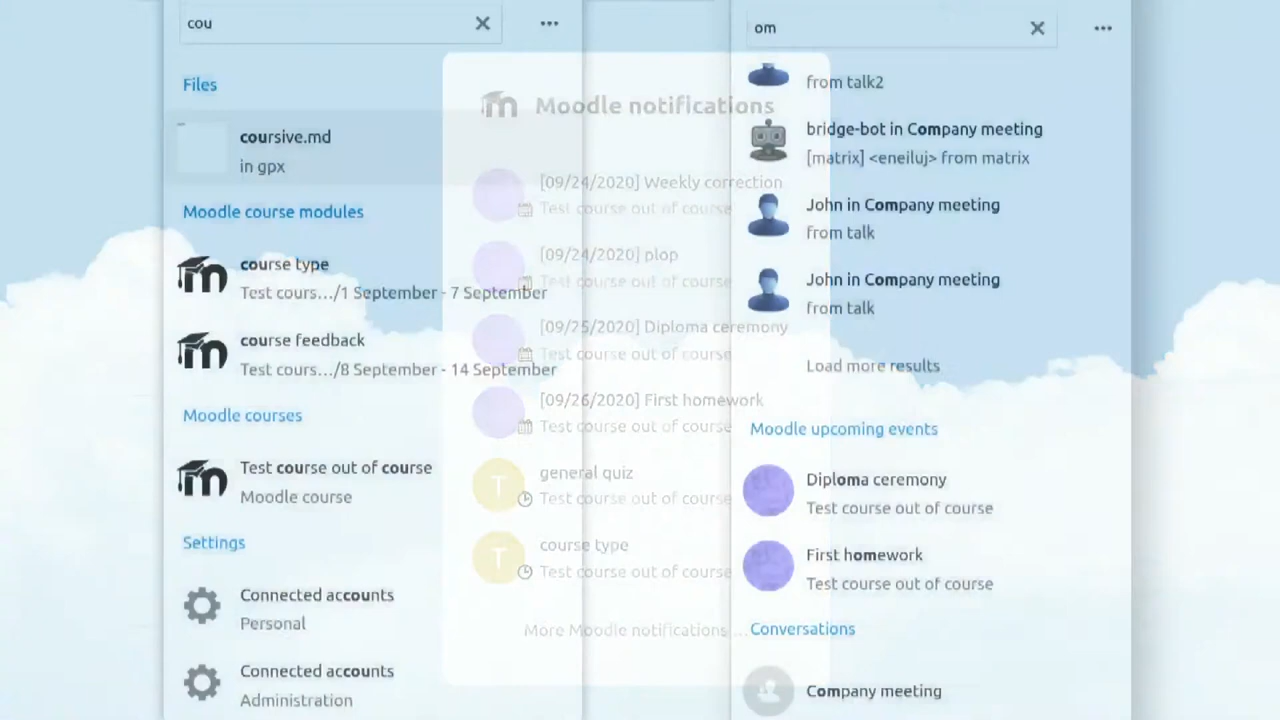 cou
Files
coursive.md
in gpx
Moodle course modules
course type
Test cours.../1 September - 7 September
course feedback
Test cours.../8 September - 14 September
Moodle courses
Test course out of course
Moodle course
Settings
Connected accounts
Personal
Connected accounts
Administration
Moodle notifications
[09/24/2020] Weekly correction
Test course out of course
[09/24/2020] plop
Test course out of course
[09/25/2020] Diploma ceremony
Test course out of course
[09/26/2020] First homework
Test course out of course
T
general quiz
Test course out of course
T
course type
Test course out of course
More Moodle notifications ...
om
from talk2
bridge-bot in Company meeting
[matrix] <eneiluj> from matrix
John in Company meeting
from talk
John in Company meeting
from talk
Load more results
Moodle upcoming events
Diploma ceremony
Test course out of course
First homework
Test course out of course
Conversations
Company meeting